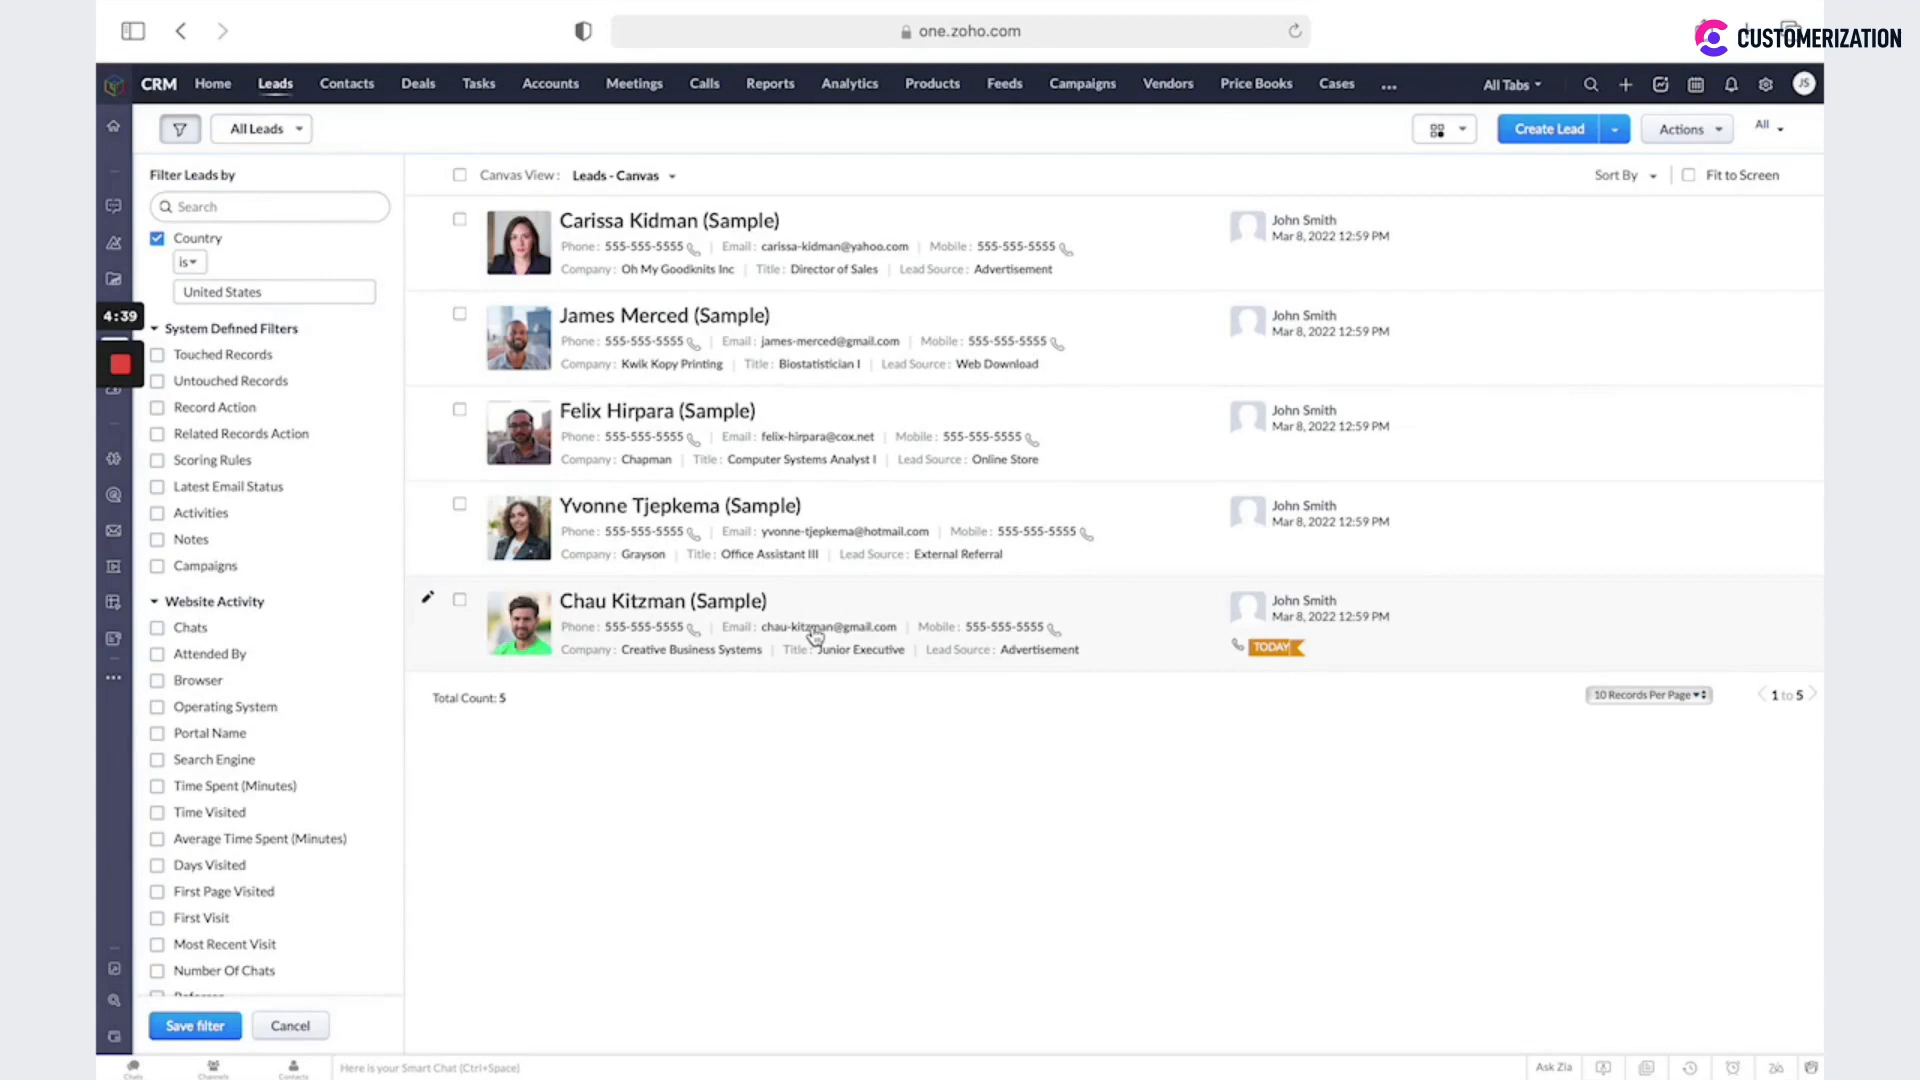 one.zoho.com
CUSTOMERIZATION
CRM Home Leads Contacts Deals Tasks Accounts Meetings Calls Reports Analytics Products Feeds Campaigns Vendors Price Books Cases ... All Tabs JS
All Leads Create Lead Actions All
Filter Leads by
Search
Country
is
United States
4:39
System Defined Filters
Touched Records
Untouched Records
Record Action
Related Records Action
Scoring Rules
Latest Email Status
Activities
Notes
Campaigns
Website Activity
Chats
Attended By
Browser
Operating System
Portal Name
Search Engine
Time Spent (Minutes)
Time Visited
Average Time Spent (Minutes)
Days Visited
First Page Visited
First Visit
Most Recent Visit
Number Of Chats
Save filter Cancel
Canvas View: Leads - Canvas Sort By Fit to Screen
Carissa Kidman (Sample)
Phone: 555-555-5555 | Email: carissa-kidman@yahoo.com | Mobile: 555-555-5555
Company: Oh My Goodknits Inc | Title: Director of Sales | Lead Source: Advertisement
John Smith
Mar 8, 2022 12:59 PM
James Merced (Sample)
Phone: 555-555-5555 | Email: james-merced@gmail.com | Mobile: 555-555-5555
Company: Kwik Kopy Printing | Title: Biostatistician I | Lead Source: Web Download
John Smith
Mar 8, 2022 12:59 PM
Felix Hirpara (Sample)
Phone: 555-555-5555 | Email: felix-hirpara@cox.net | Mobile: 555-555-5555
Company: Chapman | Title: Computer Systems Analyst I | Lead Source: Online Store
John Smith
Mar 8, 2022 12:59 PM
Yvonne Tjepkema (Sample)
Phone: 555-555-5555 | Email: yvonne-tjepkema@hotmail.com | Mobile: 555-555-5555
Company: Grayson | Title: Office Assistant III | Lead Source: External Referral
John Smith
Mar 8, 2022 12:59 PM
Chau Kitzman (Sample)
Phone: 555-555-5555 | Email: chau-kitzman@gmail.com | Mobile: 555-555-5555
Company: Creative Business Systems | Title: Junior Executive | Lead Source: Advertisement
John Smith
Mar 8, 2022 12:59 PM
TODAY
Total Count: 5 10 Records Per Page 1 to 5
Chats Channels Contacts Here is your Smart Chat (Ctrl+Space) Ask Zia